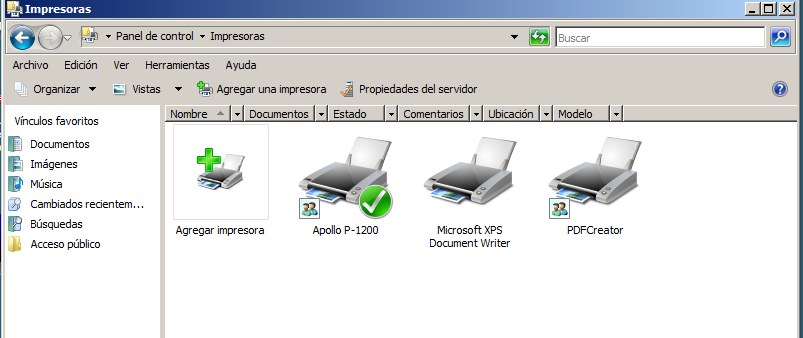 Impresoras
Panel de control Impresoras
Buscar
Archivo Edición Ver Herramientas Ayuda
Organizar Vistas Agregar una impresora Propiedades del servidor
Vínculos favoritos
Documentos
Imágenes
Música
Cambiados recientem...
Búsquedas
Acceso público
Nombre Documentos Estado Comentarios Ubicación Modelo
Agregar impresora
Apollo P-1200
Microsoft XPS
Document Writer
PDFCreator